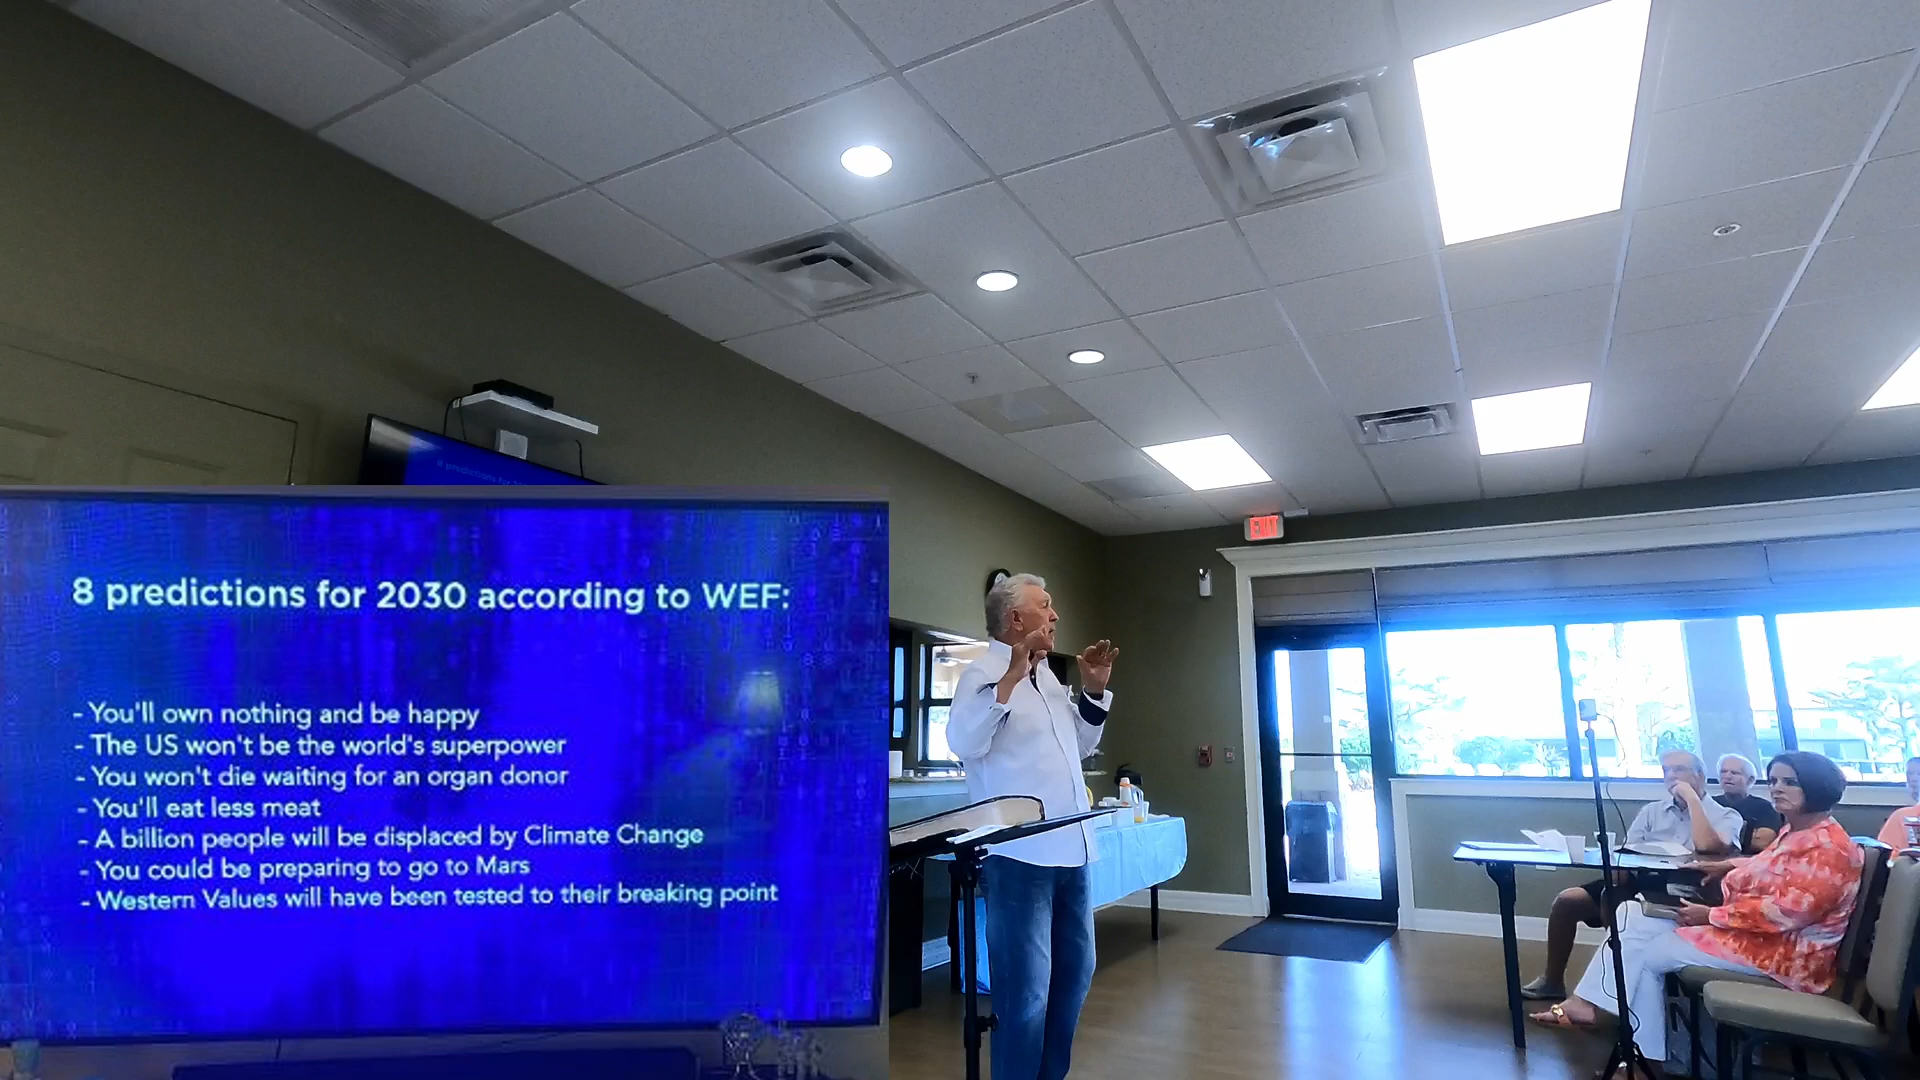 8 predictions for
EXIT
8 predictions for 2030 according to WEF:
- You'll own nothing and be happy
- The US won't be the world's superpower
- You won't die waiting for an organ donor
- You'll eat less meat
- A billion people will be displaced by Climate Change
- You could be preparing to go to Mars
- Western Values will have been tested to their breaking point